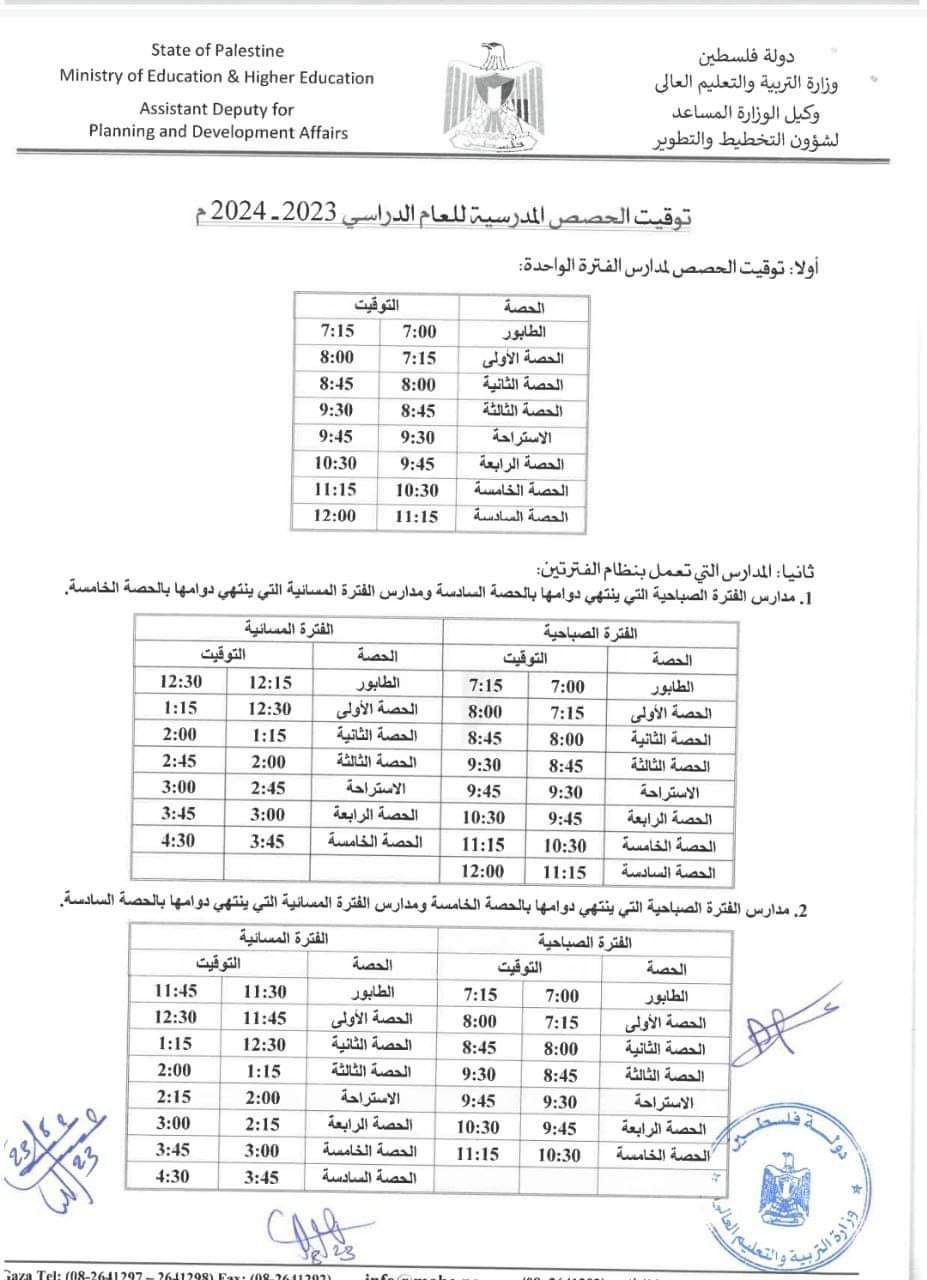 State of Palestine
Ministry of Education & Higher Education
Assistant Deputy for
Planning and Development Affairs
دولة فلسطين
وزارة التربية والتعليم العالى
وكيل الوزارة المساعد
لشؤون التخطيط والتطوير
فلسطين
توقيت الحصص المدرسية للعام الدراسي 2023ـ 2024 م
أولا: توقيت الحصص لمدارس الفترة الواحدة:
الحصة التوقيت
الطابور 7:00 7:15
الحصة الأولى 7:15 8:00
الحصة الثانية 8:00 8:45
الحصة الثالثة 8:45 9:30
الاستراحة 9:30 9:45
الحصة الرابعة 9:45 10:30
الحصة الخامسة 10:30 11:15
الحصة السادسة 11:15 12:00
ثانيا: المدارس التي تعمل بنظام الفترتين:
1. مدارس الفترة الصباحية التي ينتهي دوامها بالحصة السادسة ومدارس الفترة المسائية التي ينتهي دوامها بالحصة الخامسة.
الفترة الصباحية الفترة المسائية
الحصة التوقيت الحصة التوقيت
الطابور 7:00 7:15 الطابور 12:15 12:30
الحصة الأولى 7:15 8:00 الحصة الأولى 12:30 1:15
الحصة الثانية 8:00 8:45 الحصة الثانية 1:15 2:00
الحصة الثالثة 8:45 9:30 الحصة الثالثة 2:00 2:45
الاستراحة 9:30 9:45 الاستراحة 2:45 3:00
الحصة الرابعة 9:45 10:30 الحصة الرابعة 3:00 3:45
الحصة الخامسة 10:30 11:15 الحصة الخامسة 3:45 4:30
الحصة السادسة 11:15 12:00
2. مدارس الفترة الصباحية التي ينتهي دوامها بالحصة الخامسة ومدارس الفترة المسائية التي ينتهي دوامها بالحصة السادسة.
الفترة الصباحية الفترة المسائية
الحصة التوقيت الحصة التوقيت
الطابور 7:00 7:15 الطابور 11:30 11:45
الحصة الأولى 7:15 8:00 الحصة الأولى 11:45 12:30
الحصة الثانية 8:00 8:45 الحصة الثانية 12:30 1:15
الحصة الثالثة 8:45 9:30 الحصة الثالثة 1:15 2:00
الاستراحة 9:30 9:45 الاستراحة 2:00 2:15
الحصة الرابعة 9:45 10:30 الحصة الرابعة 2:15 3:00
الحصة الخامسة 10:30 11:15 الحصة الخامسة 3:00 3:45
الحصة السادسة 3:45 4:30
دولة فلسطين
وزارة التربية والتعليم العالي
Gaza Tel: (08-2641297 – 2641298) Fax: (08-2641292)